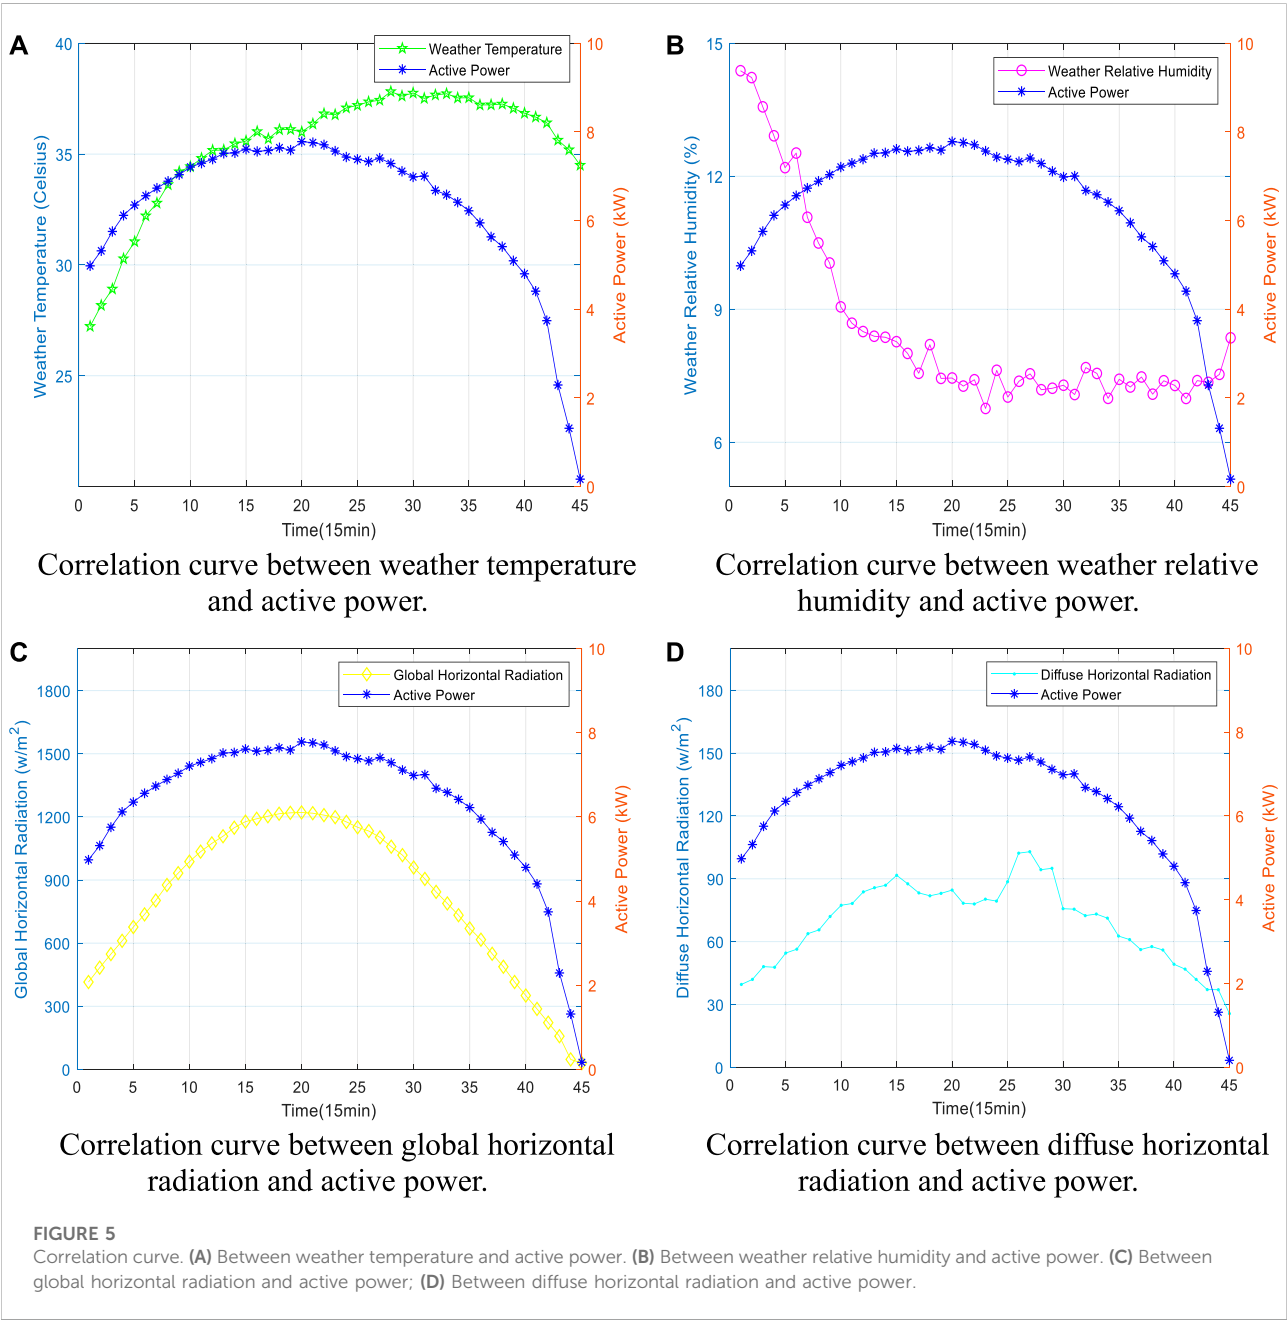 A
40
35
30
25
Weather Temperature (Celsius)
Weather Temperature
Active Power
10
8
6
4
2
0
Active Power (kW)
0 5 10 15 20 25 30 35 40 45
Time(15min)
Correlation curve between weather temperature
and active power.
B
15
12
9
6
Weather Relative Humidity (%)
Weather Relative Humidity
Active Power
10
8
6
4
2
0
Active Power (kW)
0 5 10 15 20 25 30 35 40 45
Time(15min)
Correlation curve between weather relative
humidity and active power.
C
1800
1500
1200
900
600
300
0
Global Horizontal Radiation (w/m²)
Global Horizontal Radiation
Active Power
10
8
6
4
2
0
Active Power (kW)
0 5 10 15 20 25 30 35 40 45
Time(15min)
Correlation curve between global horizontal
radiation and active power.
D
180
150
120
90
60
30
0
Diffuse Horizontal Radiation (w/m²)
Diffuse Horizontal Radiation
Active Power
10
8
6
4
2
0
Active Power (kW)
0 5 10 15 20 25 30 35 40 45
Time(15min)
Correlation curve between diffuse horizontal
radiation and active power.
FIGURE 5
Correlation curve. (A) Between weather temperature and active power. (B) Between weather relative humidity and active power. (C) Between
global horizontal radiation and active power; (D) Between diffuse horizontal radiation and active power.